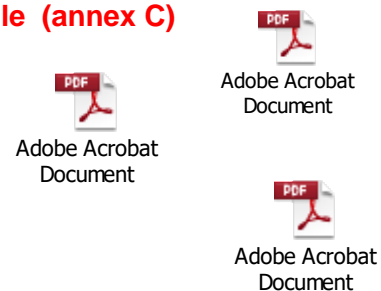 le (annex C)
PDF
Adobe Acrobat
Document
PDF
Adobe Acrobat
Document
PDF
Adobe Acrobat
Document